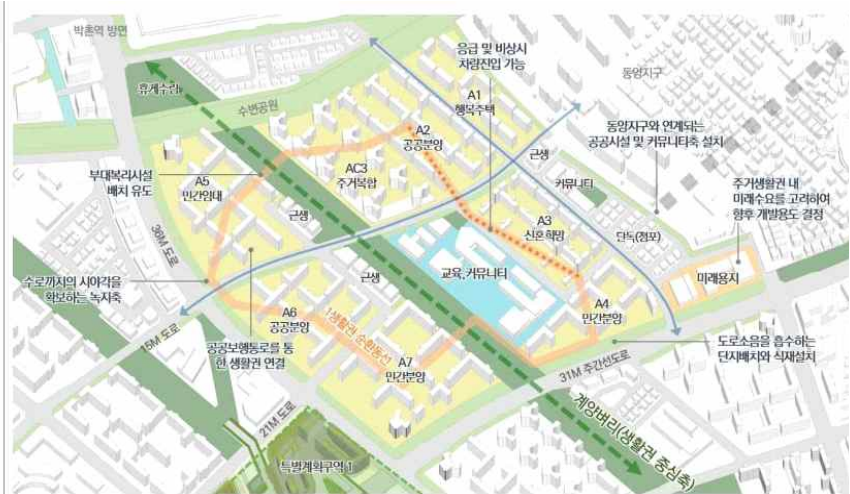 박촌역 방면
휴게쉼터
수변공원
응급 및 비상시
차량진입 가능
동양지구
A1
행복주택
A2
공공분양
동양지구와 연계되는
공공시설 및 커뮤니티축 설치
부대복리시설
배치 유도
A5
민간임대
AC3
주거복합
근생
커뮤니티
주거생활권 내
미래수요를 고려하여
향후 개발용도 결정
근생
A3
신혼희망
단독(점포)
36M 도로
수로까지의 시야각을
확보하는 녹지축
근생
교육,커뮤니티
미래용지
A6
공공분양
1생활권 순환동선
A4
민간분양
15M 도로
공공보행통로를 통
한 생활권 연결
A7
민간분양
31M 주간선도로
도로소음을 흡수하는
단지배치와 식재설치
21M 도로
계양벼리(생활권 중심축)
특별계획구역 1